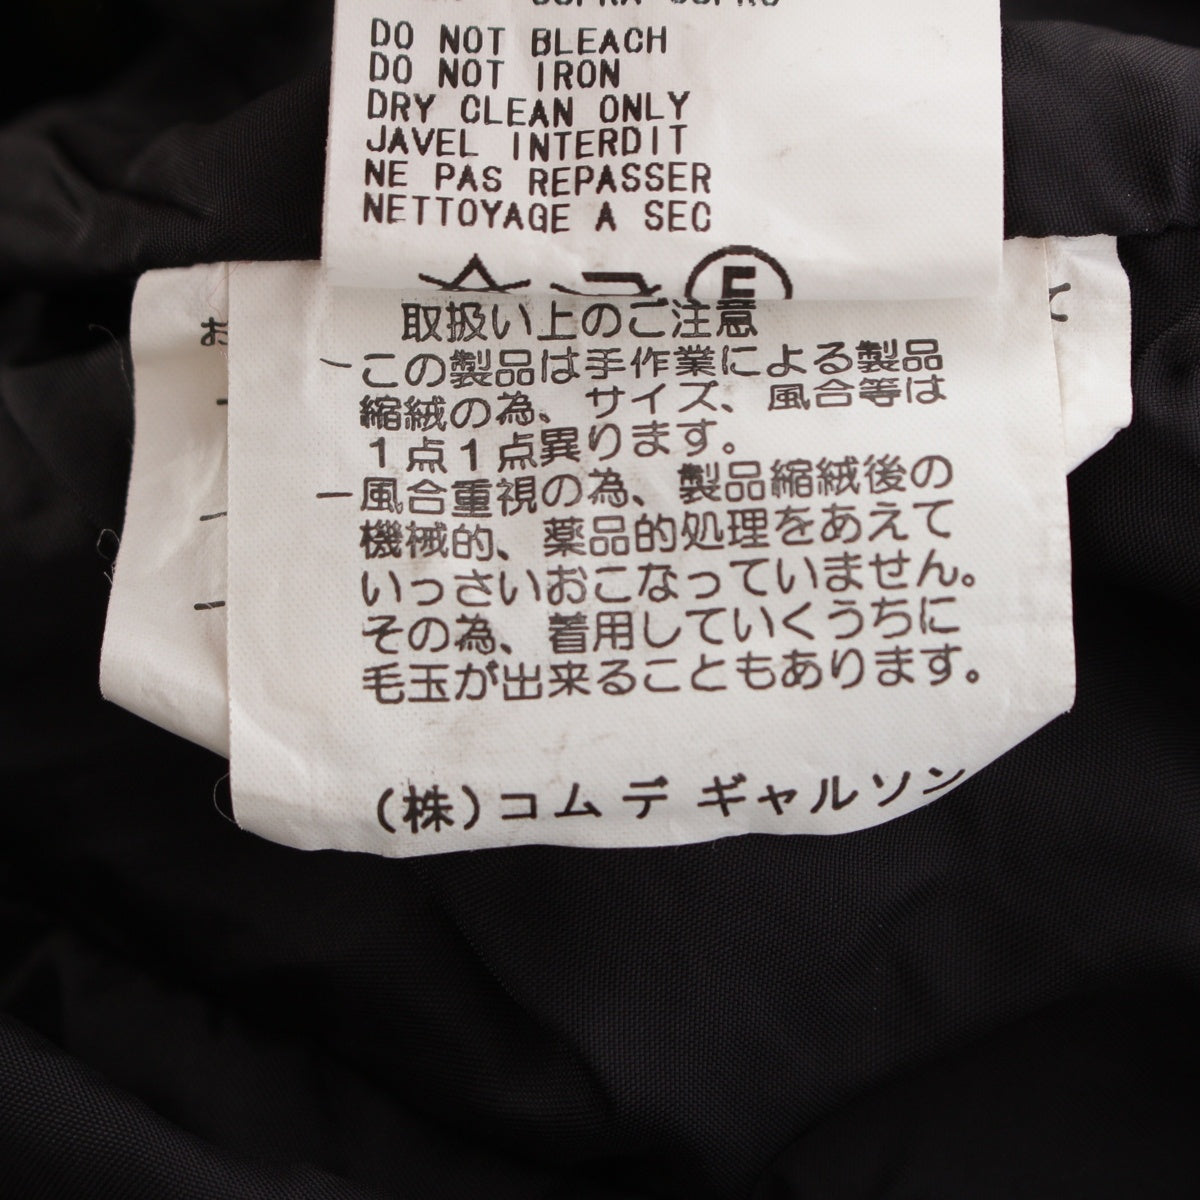 DO NOT BLEACH
DO NOT IRON
DRY CLEAN ONLY
JAVEL INTERDIT
NE PAS REPASSER
NETTOYAGE A SEC
取扱い上のご注意
一この製品は手作業による製品
縮絨の為、サイズ、風合等は
1点1点異ります。
一風合重視の為、製品縮絨後の
機械的、薬品的処理をあえて
いっさいおこなっていません。
その為、着用していくうちに
毛玉が出来ることもあります。
(株)コム デ ギャルソン